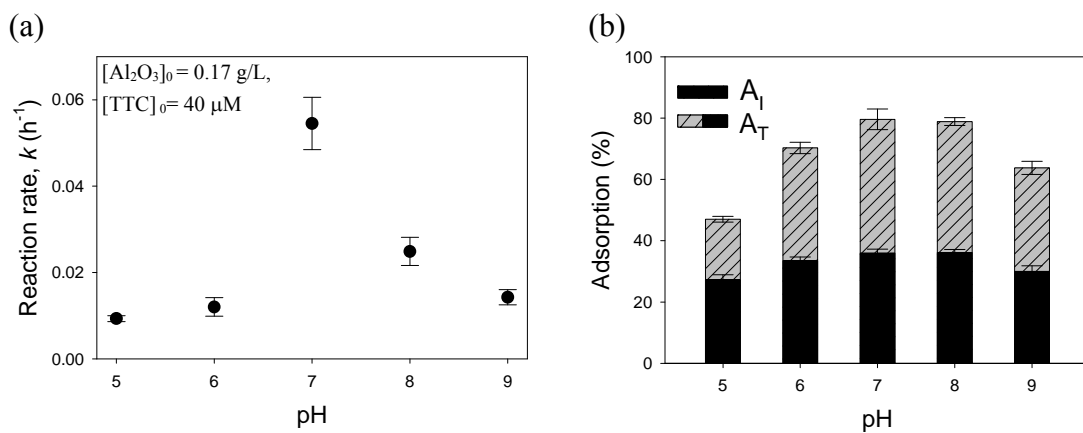 (a)
[Al₂O₃]₀ = 0.17 g/L,
[TTC] ₀= 40 μM
Reaction rate, k (h⁻¹)
0.06
0.04
0.02
0.00
5 6 7 8 9
pH
(b)
A_I
A_T
Adsorption (%)
100
80
60
40
20
0
5 6 7 8 9
pH